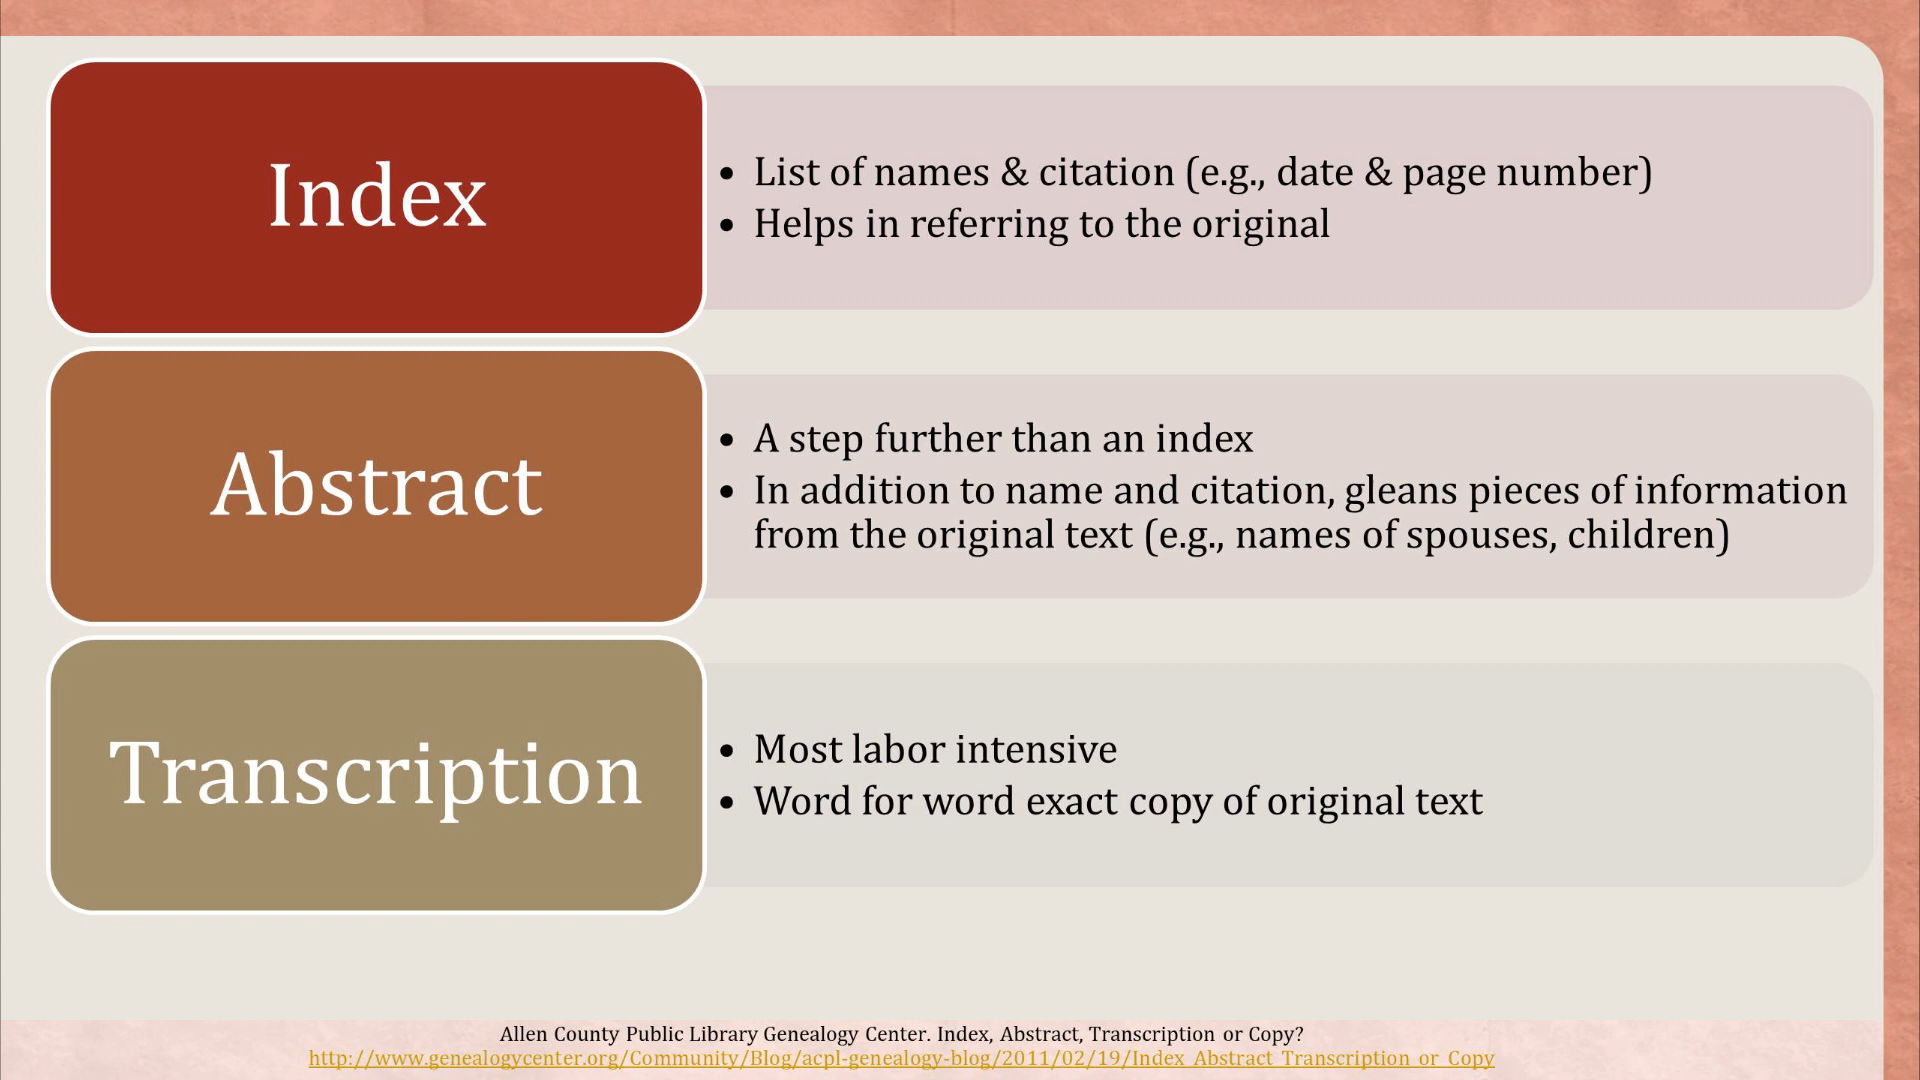 Index
• List of names & citation (e.g., date & page number)
• Helps in referring to the original
Abstract
• A step further than an index
• In addition to name and citation, gleans pieces of information
from the original text (e.g., names of spouses, children)
Transcription
• Most labor intensive
• Word for word exact copy of original text
Allen County Public Library Genealogy Center. Index, Abstract, Transcription or Copy?
http://www.genealogycenter.org/Community/Blog/acpl-genealogy-blog/2011/02/19/Index_Abstract_Transcription_or_Copy